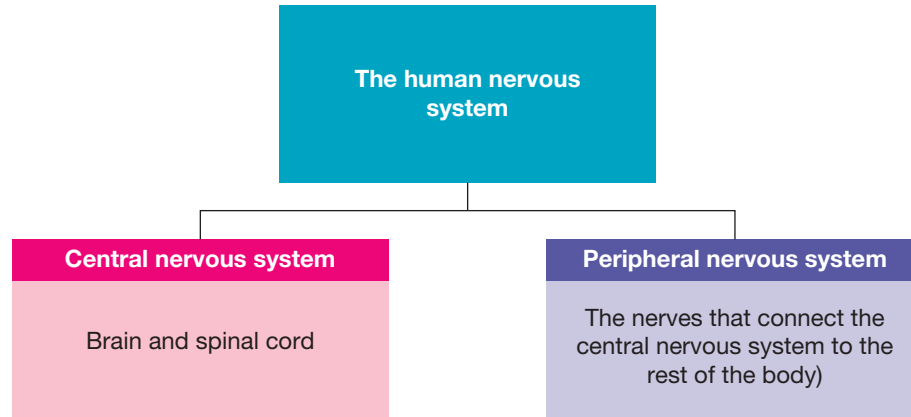 The human nervous
system
Central nervous system
Brain and spinal cord
Peripheral nervous system
The nerves that connect the
central nervous system to the
rest of the body)